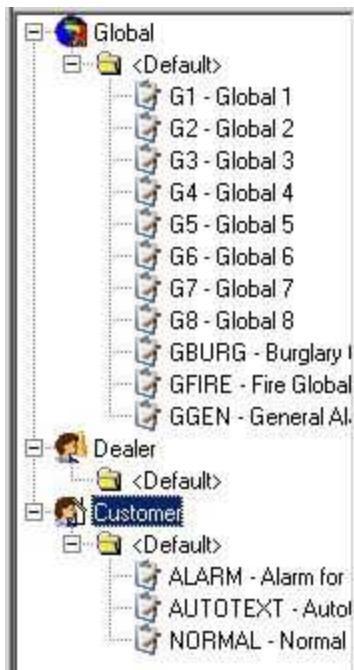 Global
<Default>
G1 - Global 1
G2 - Global 2
G3 - Global 3
G4 - Global 4
G5 - Global 5
G6 - Global 6
G7 - Global 7
G8 - Global 8
GBURG - Burglary
GFIRE - Fire Global
GGEN - General
Dealer
<Default>
Customer
<Default>
ALARM - Alarm for
AUTOTEXT -
NORMAL - Normal